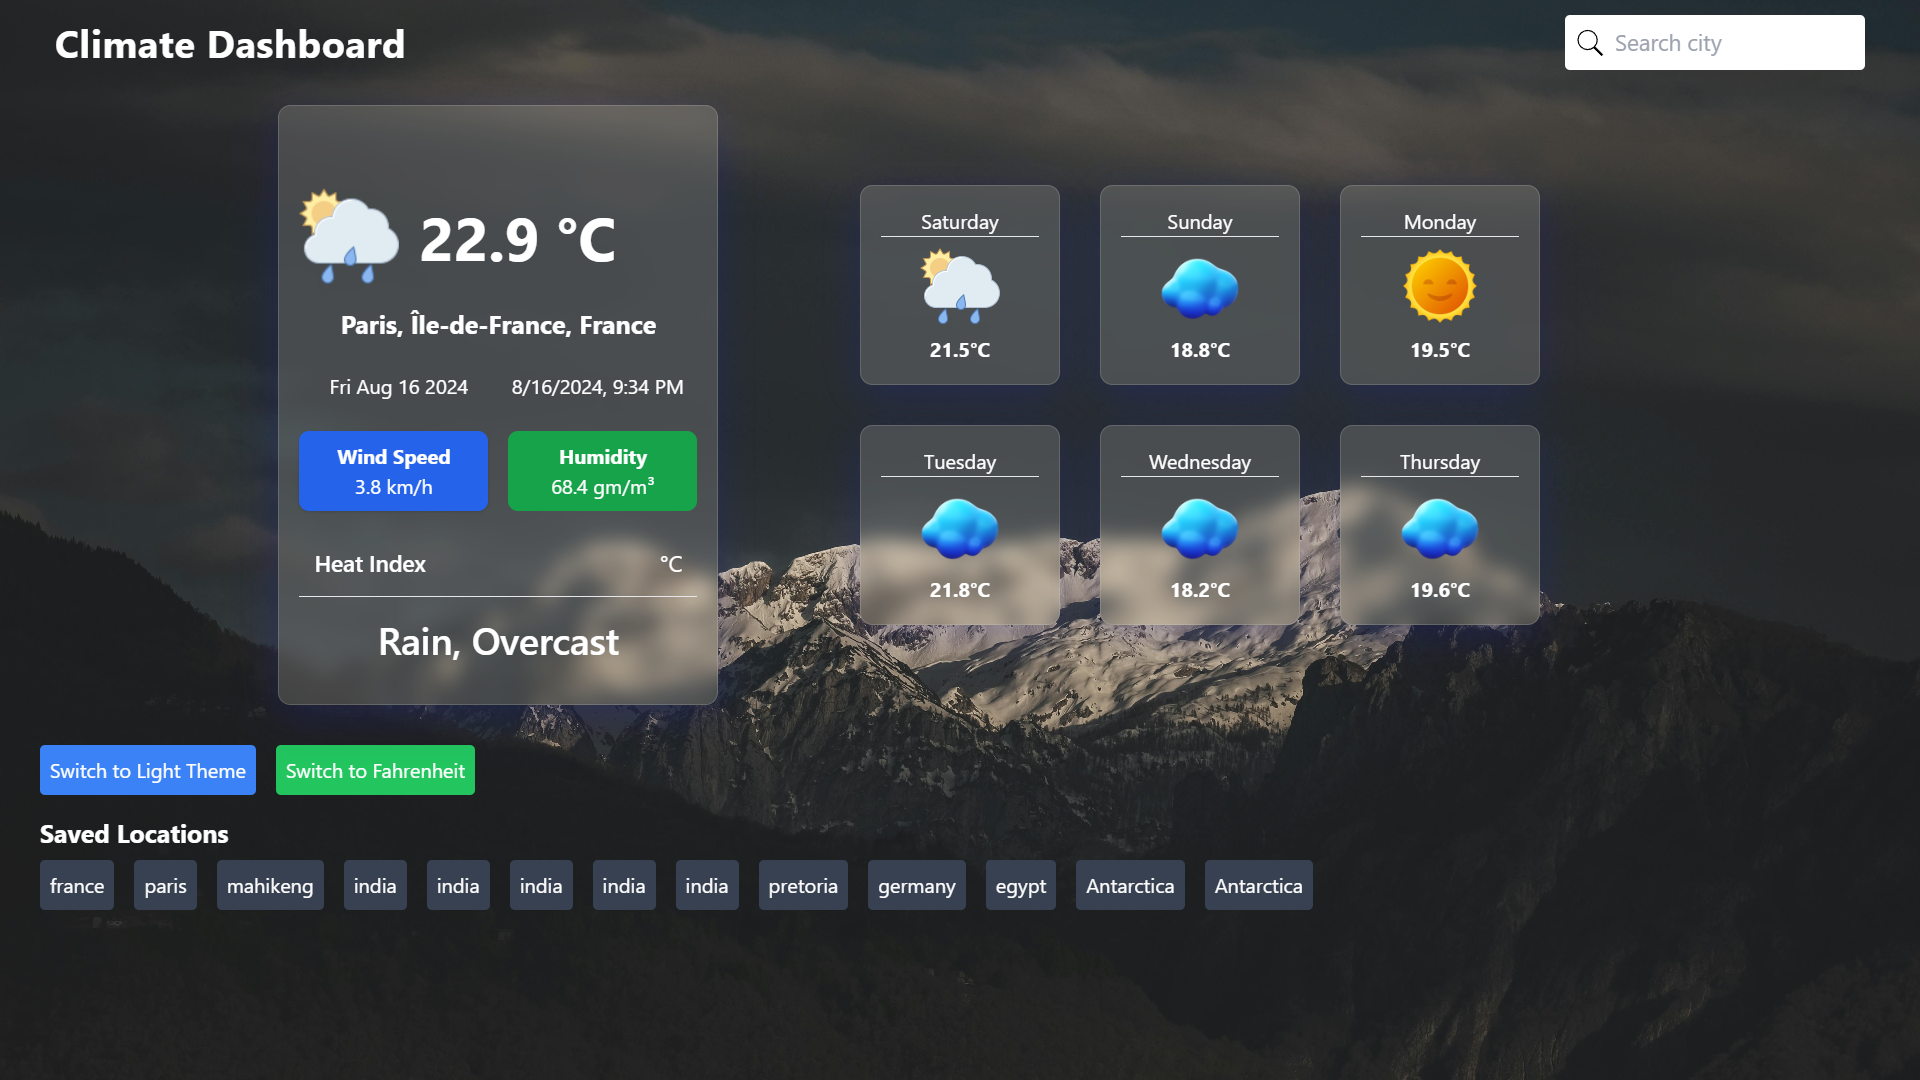 Climate Dashboard
Search city
22.9 °C
Paris, Île-de-France, France
Fri Aug 16 2024 8/16/2024, 9:34 PM
Wind Speed
3.8 km/h
Humidity
68.4 gm/m³
Heat Index °C
Rain, Overcast
Saturday
21.5°C
Sunday
18.8°C
Monday
19.5°C
Tuesday
21.8°C
Wednesday
18.2°C
Thursday
19.6°C
Switch to Light Theme
Switch to Fahrenheit
Saved Locations
france paris mahikeng india india india india india pretoria germany egypt Antarctica Antarctica